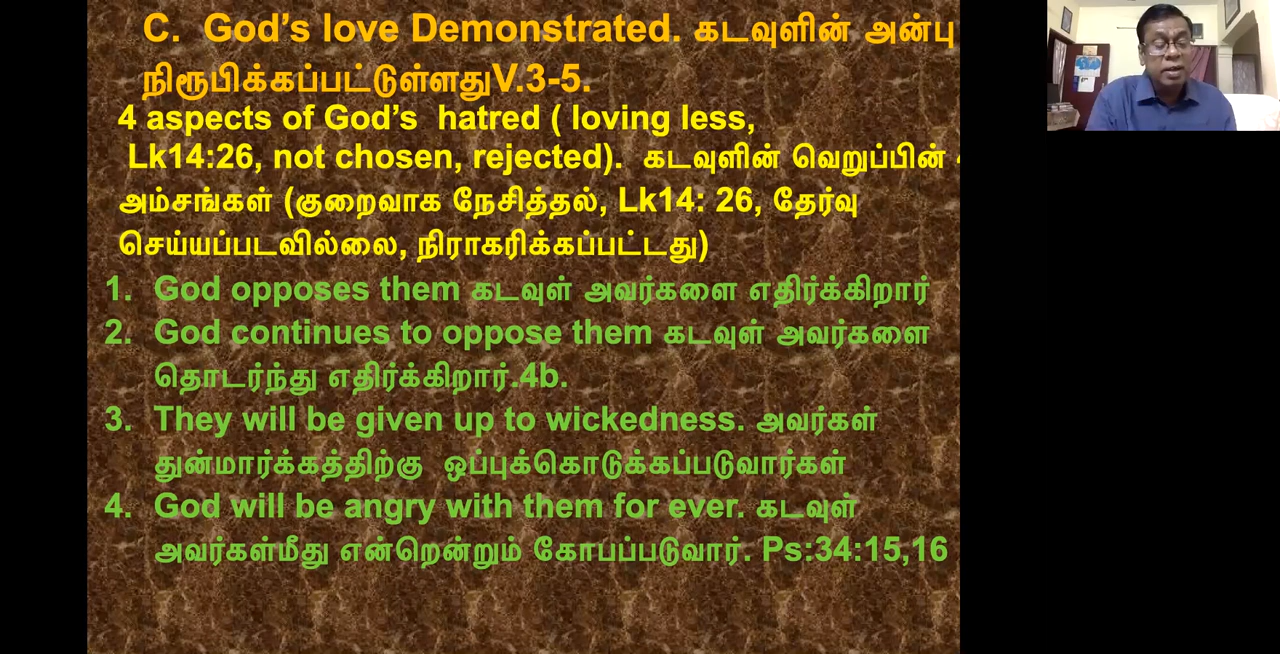 C. God’s love Demonstrated. கடவுளின் அன்பு
நிரூபிக்கப்பட்டுள்ளதுV.3-5.
4 aspects of God’s hatred ( loving less,
Lk14:26, not chosen, rejected). கடவுளின் வெறுப்பின்
அம்சங்கள் (குறைவாக நேசித்தல், Lk14: 26, தேர்வு
செய்யப்படவில்லை, நிராகரிக்கப்பட்டது)
1. God opposes them கடவுள் அவர்களை எதிர்க்கிறார்
2. God continues to oppose them கடவுள் அவர்களை
தொடர்ந்து எதிர்க்கிறார்.4b.
3. They will be given up to wickedness. அவர்கள்
துன்மார்க்கத்திற்கு ஒப்புக்கொடுக்கப்படுவார்கள்
4. God will be angry with them for ever. கடவுள்
அவர்கள்மீது என்றென்றும் கோபப்படுவார். Ps:34:15,16